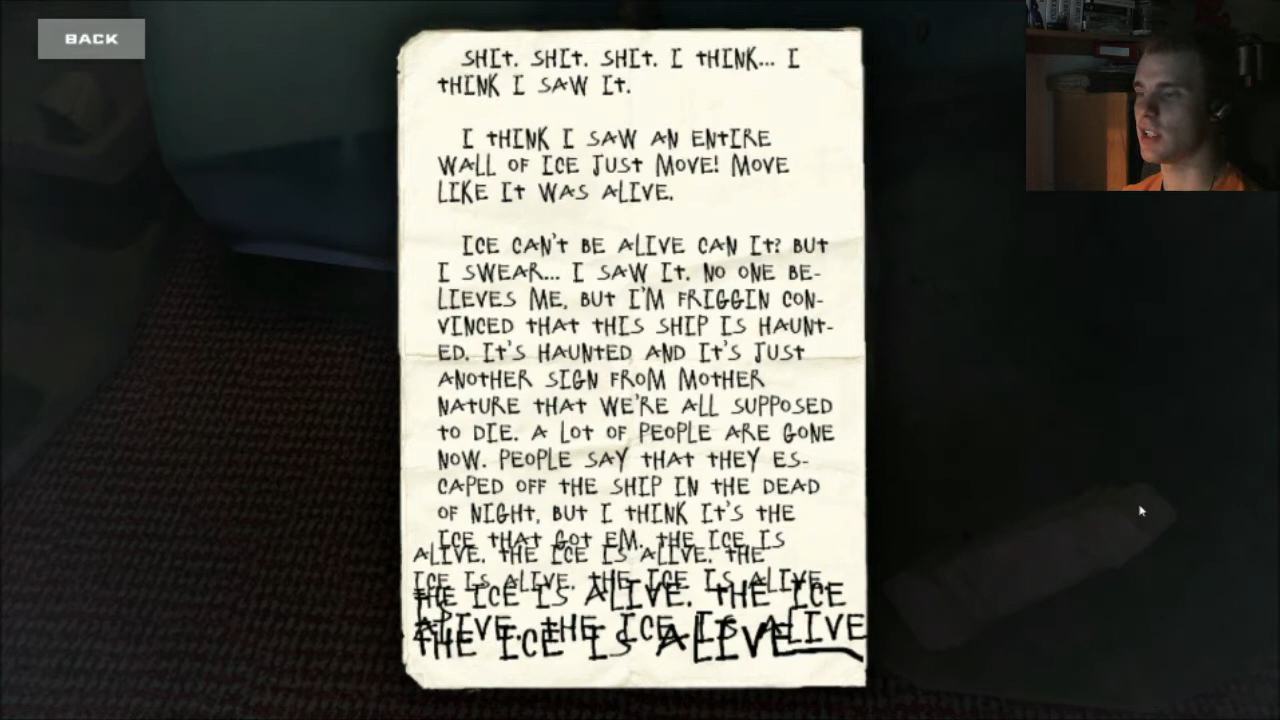 BACK
SHIT. SHIT. SHIT. I THINK... I
THINK I SAW IT.
I THINK I SAW AN ENTIRE
WALL OF ICE JUST MOVE! MOVE
LIKE IT WAS ALIVE.
ICE CAN'T BE ALIVE CAN IT? BUT
I SWEAR... I SAW IT. NO ONE BE-
LIEVES ME, BUT I'M FRIGGIN CON-
VINCED THAT THIS SHIP IS HAUNT-
ED. IT'S HAUNTED AND IT'S JUST
ANOTHER SIGN FROM MOTHER
NATURE THAT WE'RE ALL SUPPOSED
TO DIE. A LOT OF PEOPLE ARE GONE
NOW. PEOPLE SAY THAT THEY ES-
CAPED OFF THE SHIP IN THE DEAD
OF NIGHT, BUT I THINK IT'S THE
ICE THAT GOT EM. THE ICE IS
ALIVE. THE ICE IS ALIVE. THE
ICE IS ALIVE. THE ICE IS ALIVE.
THE ICE IS ALIVE. THE ICE
ALIVE. THE ICE IS ALIVE
THE ICE IS ALIVE